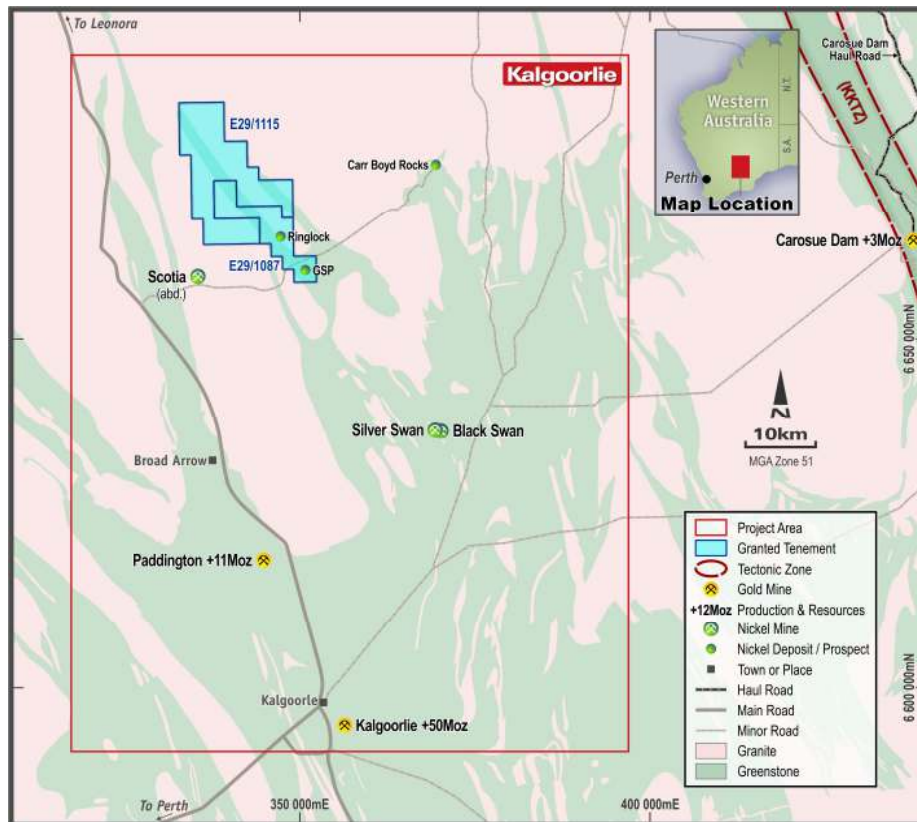 To Leonora
Kalgoorlie
E29/1115
Carr Boyd Rocks
Ringlock
E29/1087
GSP
Scotia
(abd.)
Western
Australia
N.T.
S.A.
Perth
Map Location
Carosue Dam
Haul Road
(KKTZ)
Carosue Dam +3Moz
6 650 000mN
Silver Swan
Black Swan
N
10km
MGA Zone 51
Broad Arrow
Paddington +11Moz
Kalgoorle
Kalgoorlie +50Moz
6 600 000mN
To Perth
350 000mE
400 000mE
Project Area
Granted Tenement
Tectonic Zone
Gold Mine
+12Moz Production & Resources
Nickel Mine
Nickel Deposit / Prospect
Town or Place
Haul Road
Main Road
Minor Road
Granite
Greenstone